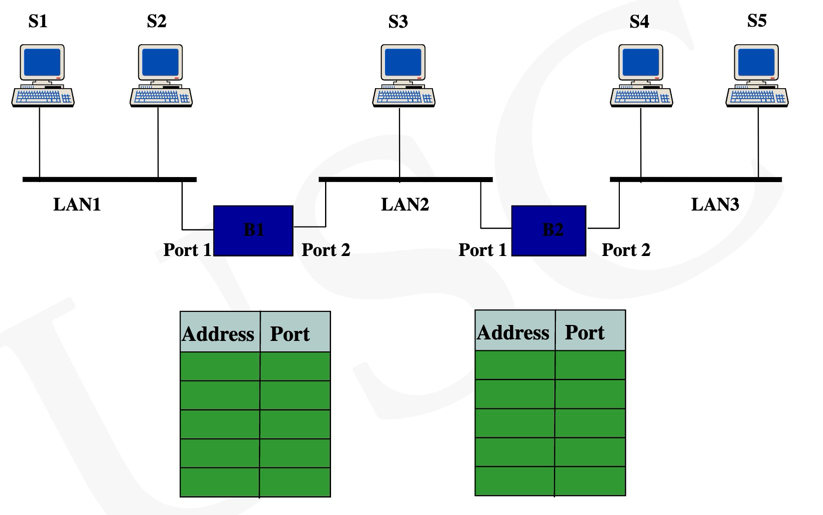 S1 S2 S3 S4 S5
LAN1 LAN2 LAN3
B1 B2
Port 1 Port 2 Port 1 Port 2
Address Port Address Port
USC